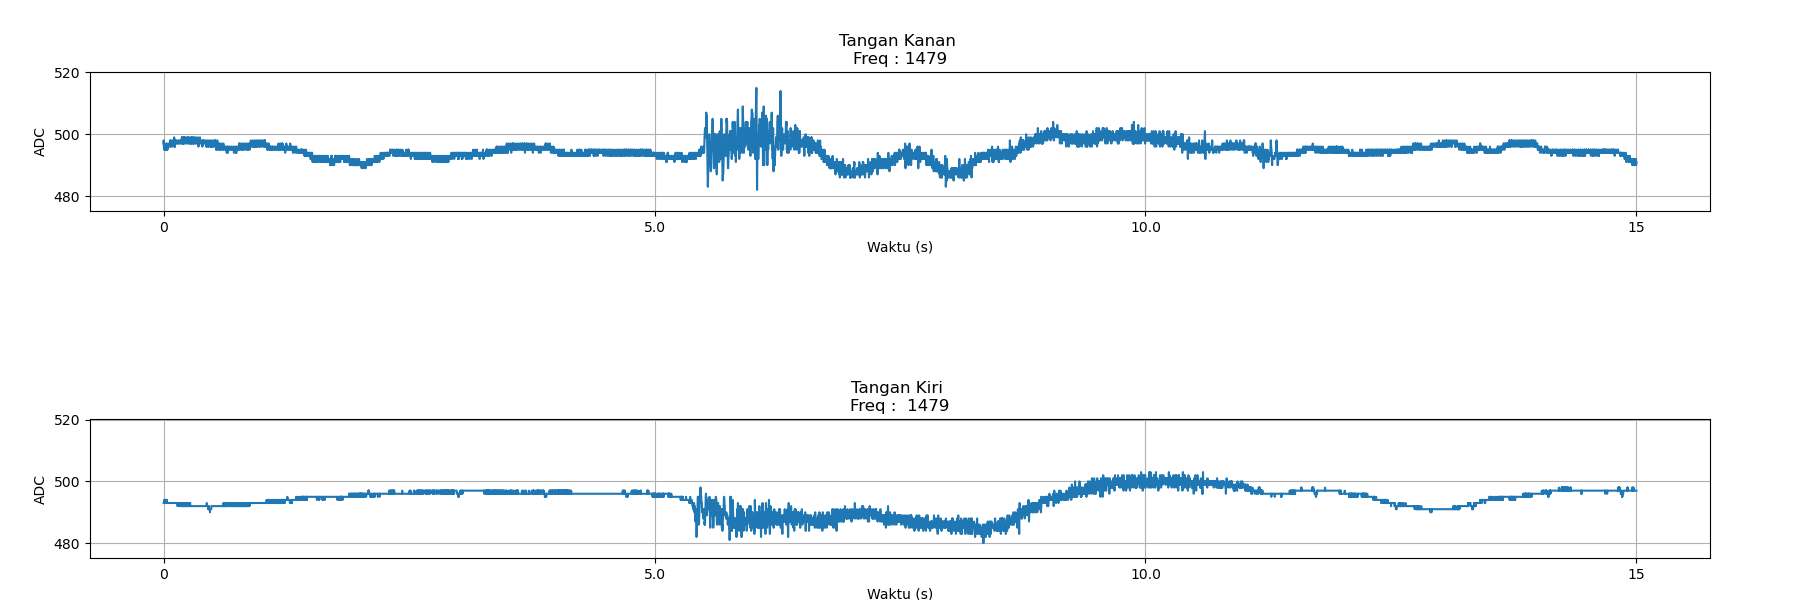 Tangan Kanan
Freq : 1479
520
500
480
ADC
0 5.0 10.0 15
Waktu (s)
Tangan Kiri
Freq :  1479
520
500
480
ADC
0 5.0 10.0 15
Waktu (s)